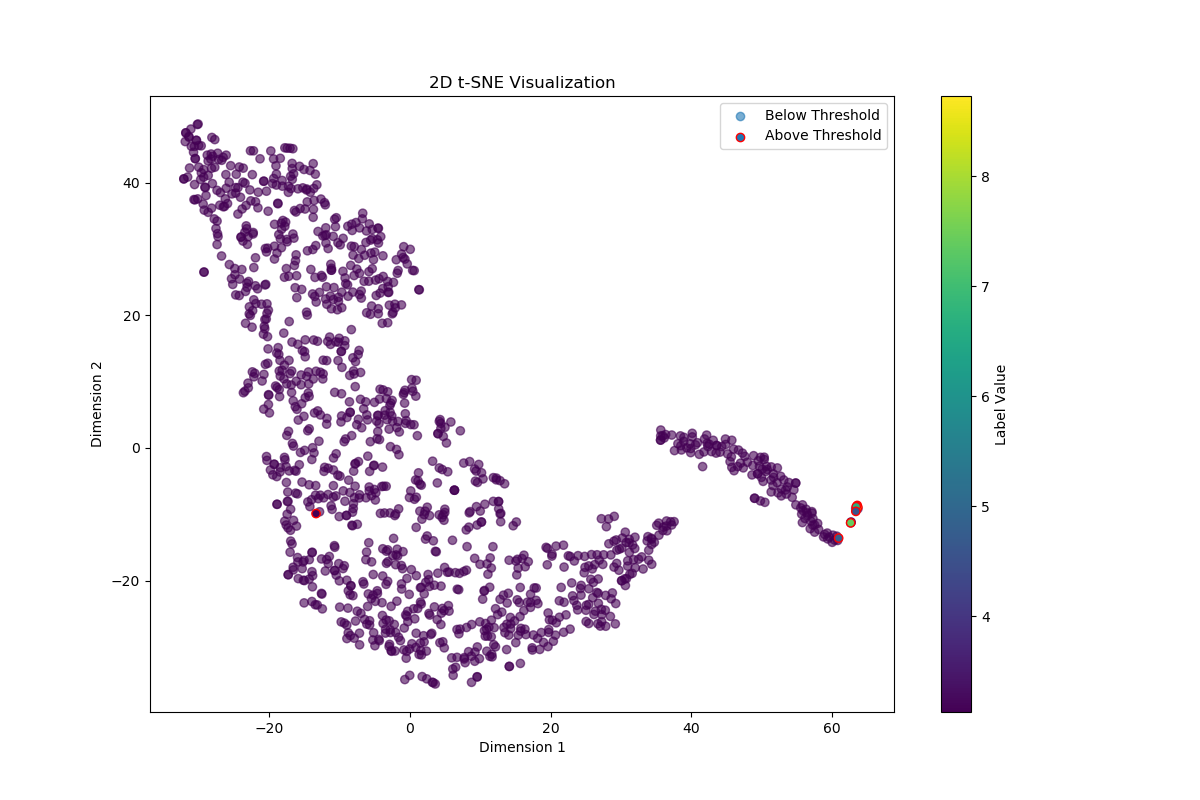 2D t-SNE Visualization
Below Threshold
Above Threshold
40
20
0
−20
Dimension 2
−20
0
20
40
60
Dimension 1
8
7
6
5
4
Label Value